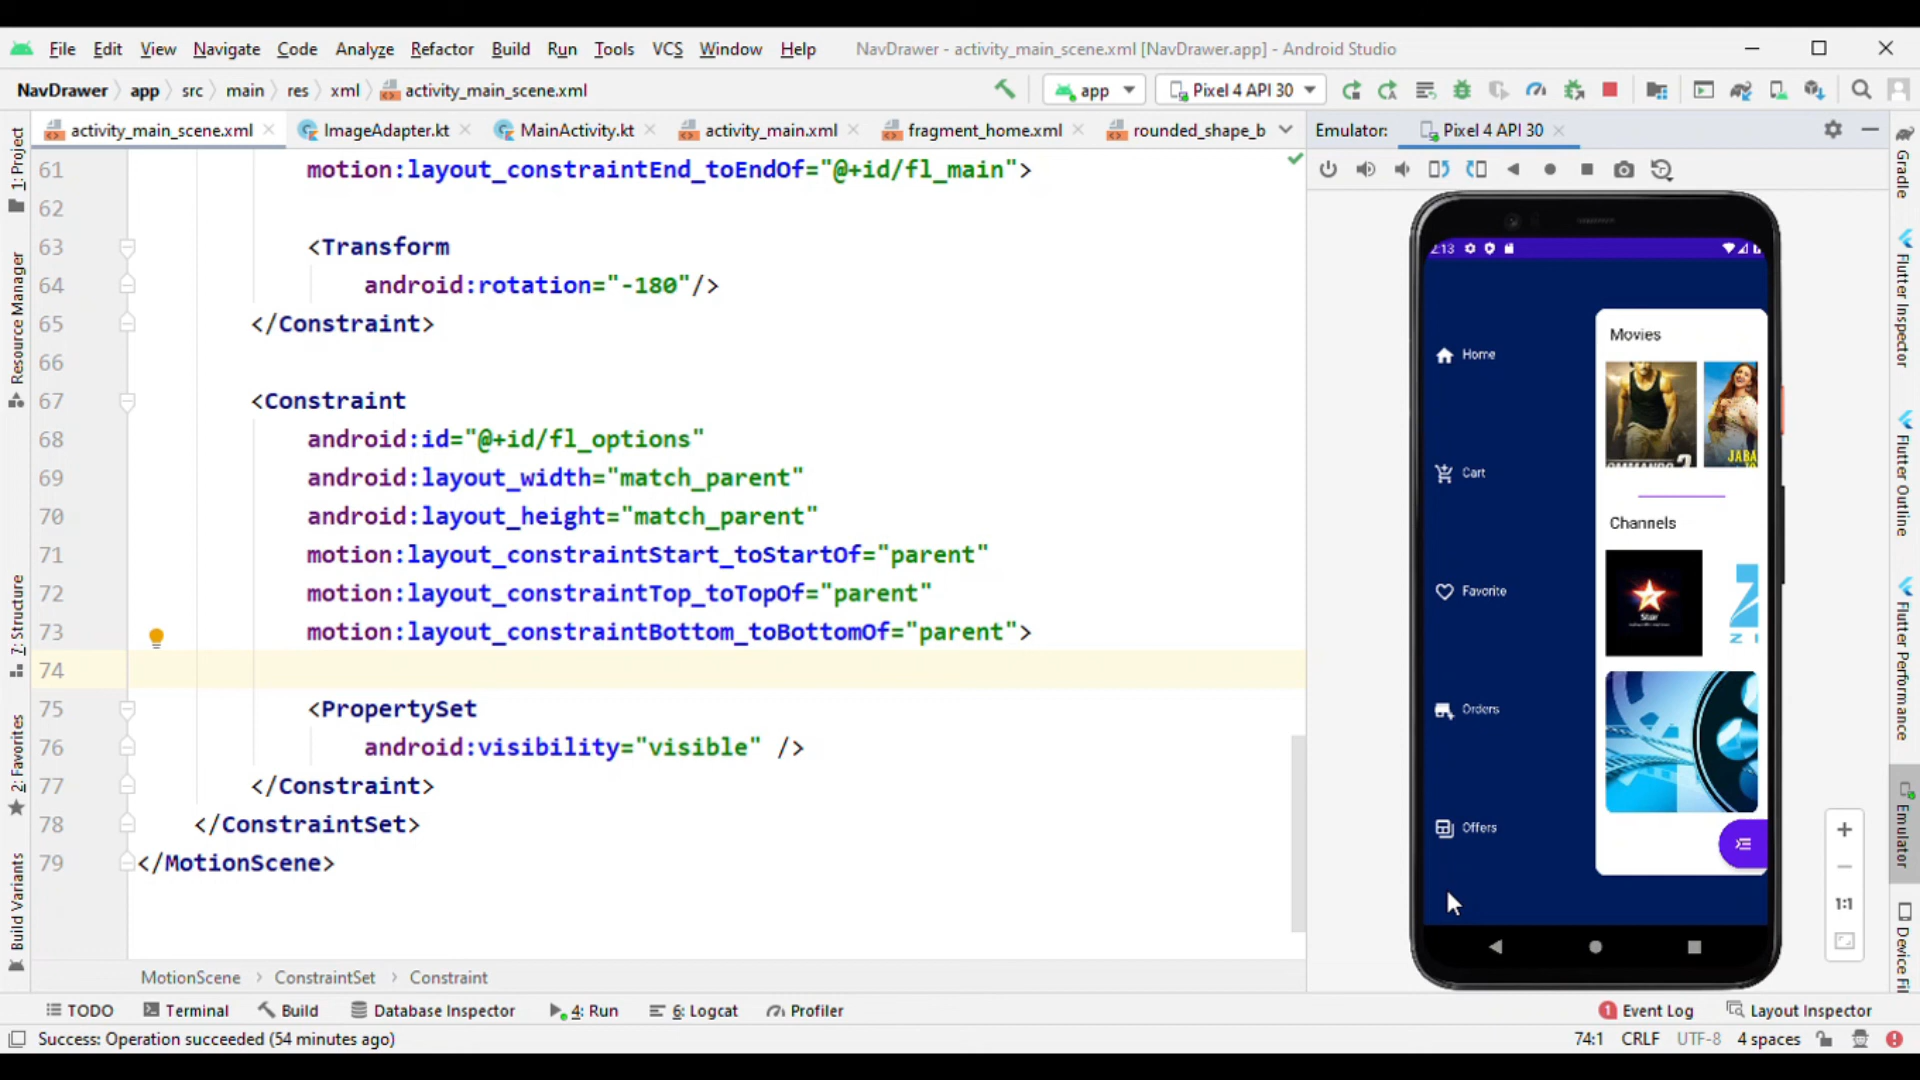 File Edit View Navigate Code Analyze Refactor Build Run Tools VCS Window Help NavDrawer - activity_main_scene.xml [NavDrawer.app] - Android Studio
NavDrawer app src main res xml activity_main_scene.xml app Pixel 4 API 30
activity_main_scene.xml ImageAdapter.kt MainActivity.kt activity_main.xml fragment_home.xml rounded_shape_b Emulator: Pixel 4 API 30
61 motion:layout_constraintEnd_toEndOf="@+id/fl_main">
62
63 <Transform
64 android:rotation="-180"/>
65 </Constraint>
66
67 <Constraint
68 android:id="@+id/fl_options"
69 android:layout_width="match_parent"
70 android:layout_height="match_parent"
71 motion:layout_constraintStart_toStartOf="parent"
72 motion:layout_constraintTop_toTopOf="parent"
73 motion:layout_constraintBottom_toBottomOf="parent">
74
75 <PropertySet
76 android:visibility="visible" />
77 </Constraint>
78 </ConstraintSet>
79 </MotionScene>
MotionScene > ConstraintSet > Constraint
1: Project
Resource Manager
7: Structure
2: Favorites
Build Variants
2:13
Home
Cart
Favorite
Orders
Offers
Movies
Channels
Star
1:1
Gradle
Flutter Inspector
Flutter Outline
Flutter Performance
Emulator
Device Fi
TODO Terminal Build Database Inspector 4: Run 6: Logcat Profiler 1 Event Log Layout Inspector
Success: Operation succeeded (54 minutes ago) 74:1 CRLF UTF-8 4 spaces